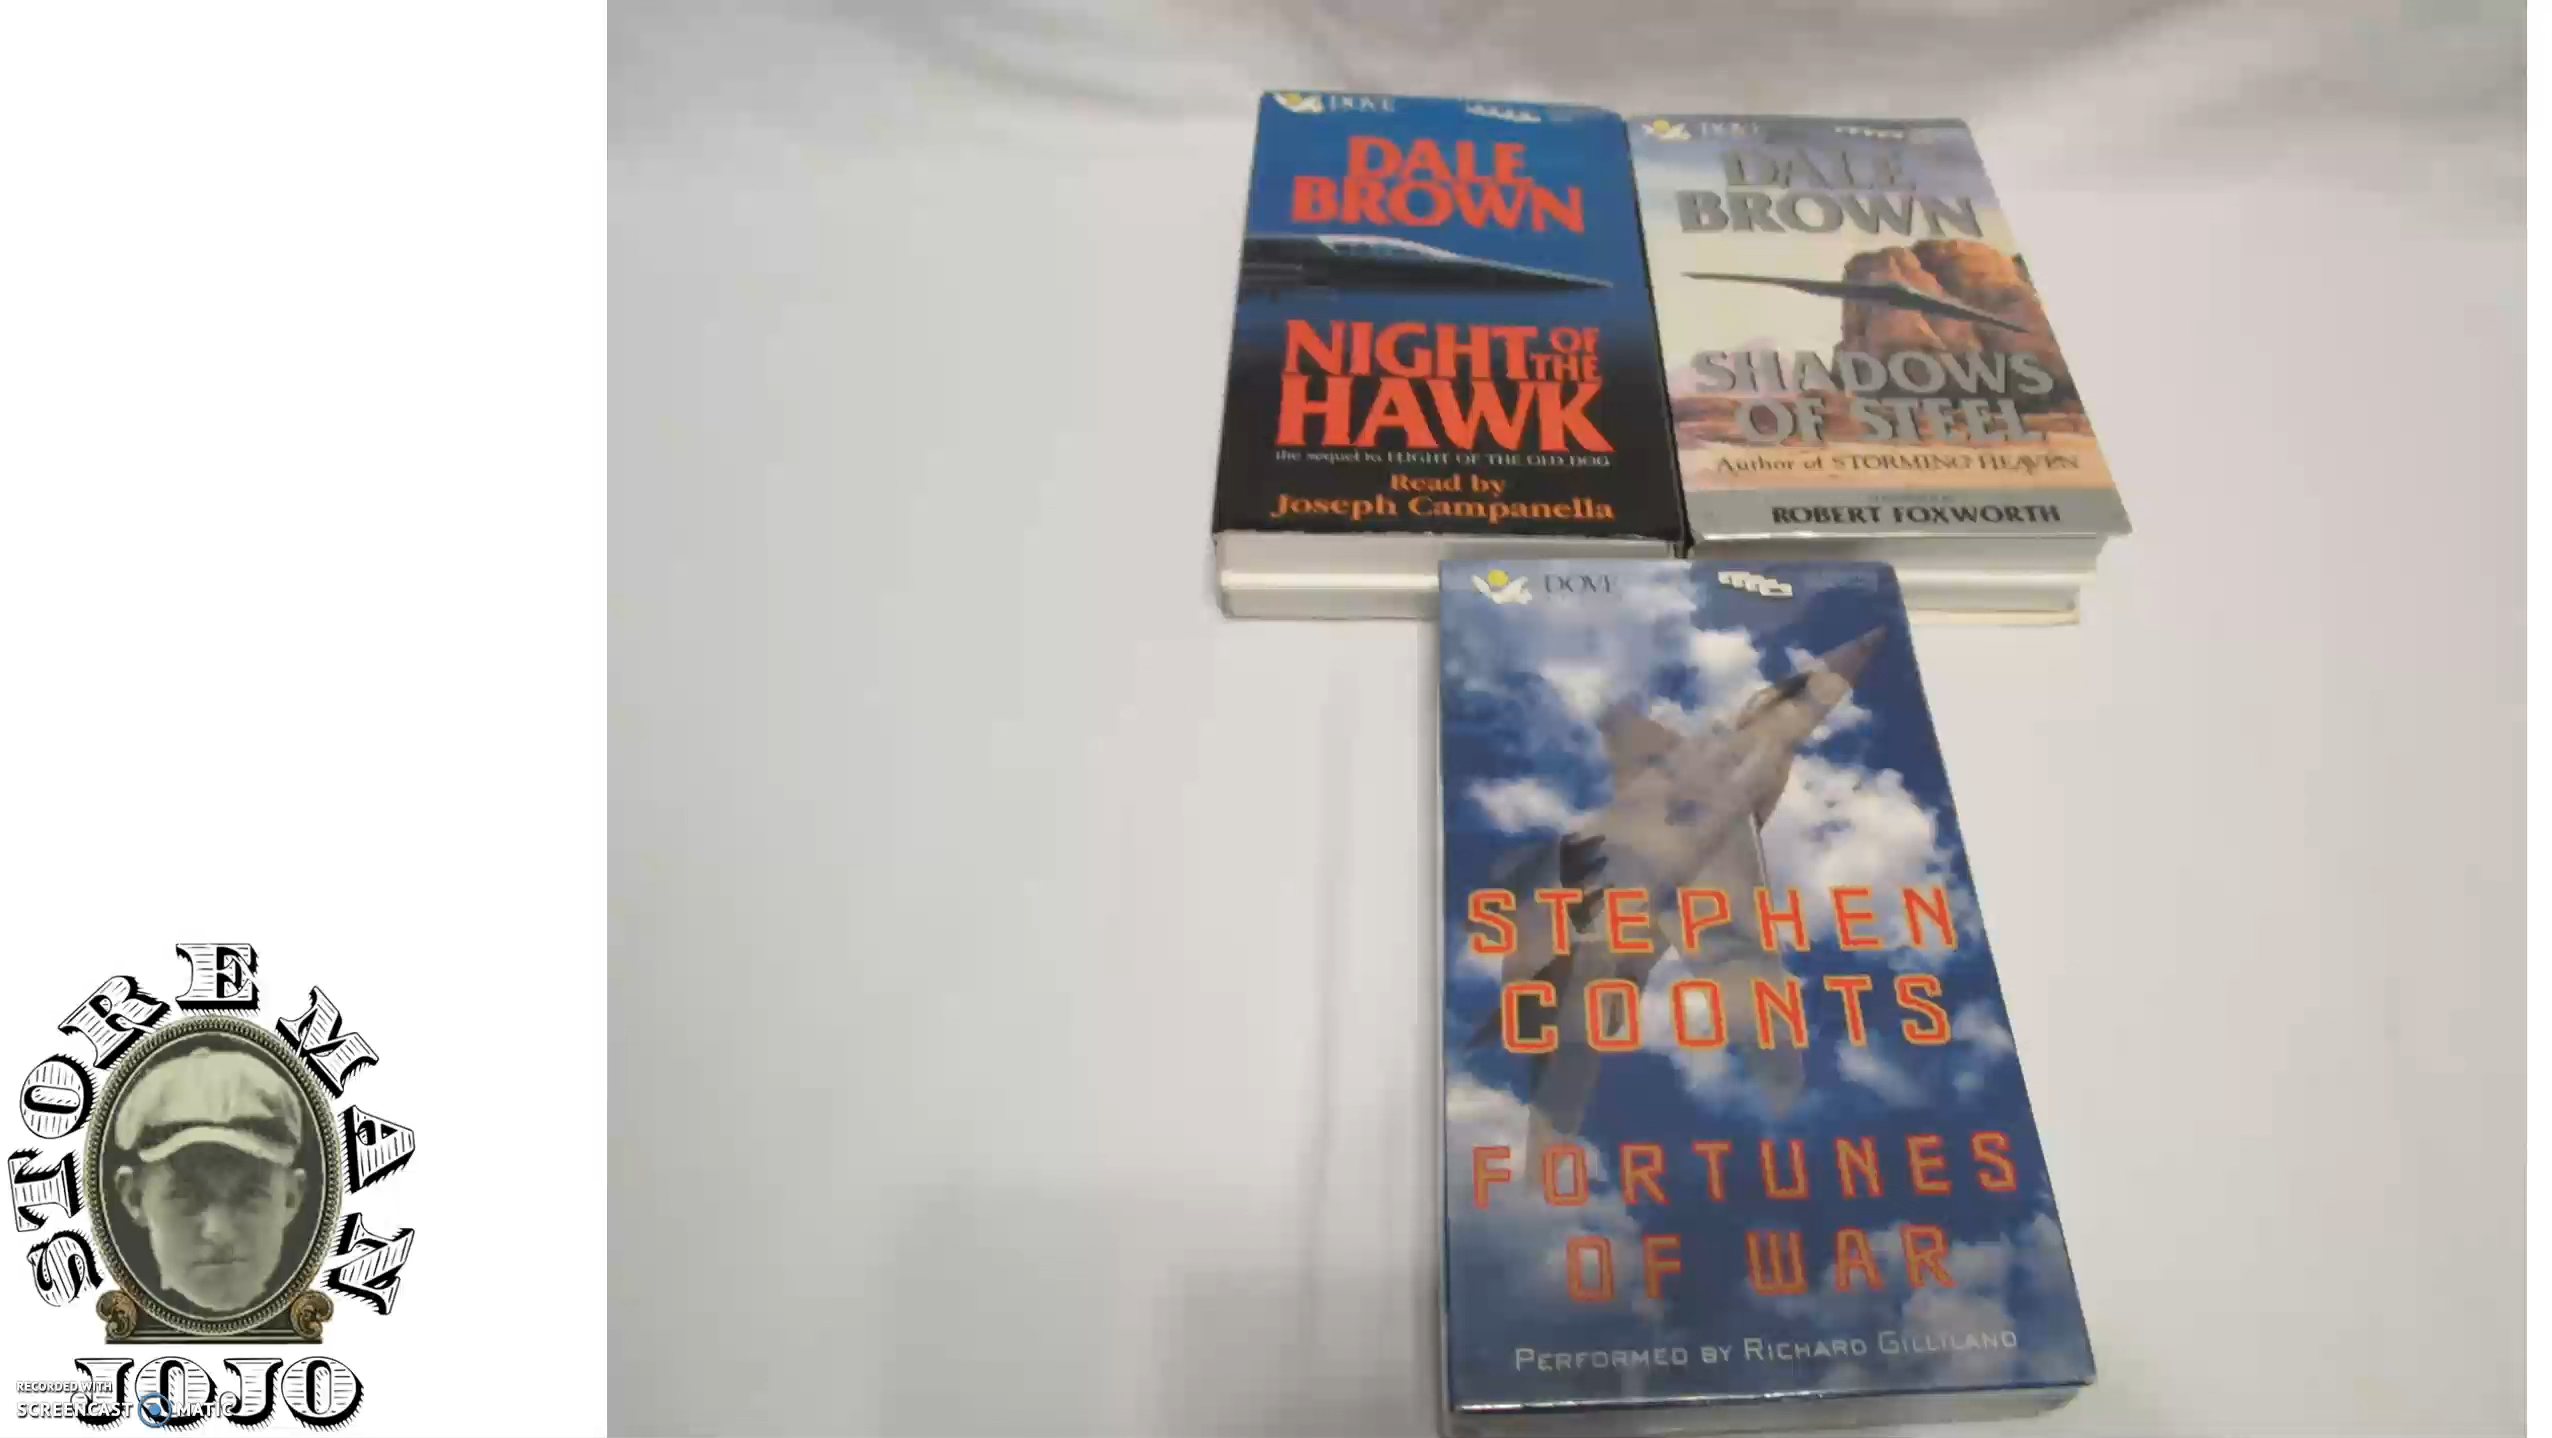 DOVE
DALE
BROWN
NIGHT OF THE
HAWK
the sequel to FLIGHT OF THE OLD DOG
Read by
Joseph Campanella
DOVE
DALE
BROWN
SHADOWS
OF STEEL
Author of STORMING HEAVEN
ROBERT FOXWORTH
DOVE
STEPHEN
COONTS
FORTUNES
OF WAR
PERFORMED BY RICHARD GILLILAND
STOREMAN
JOJO
RECORDED WITH
SCREENCAST MATIC